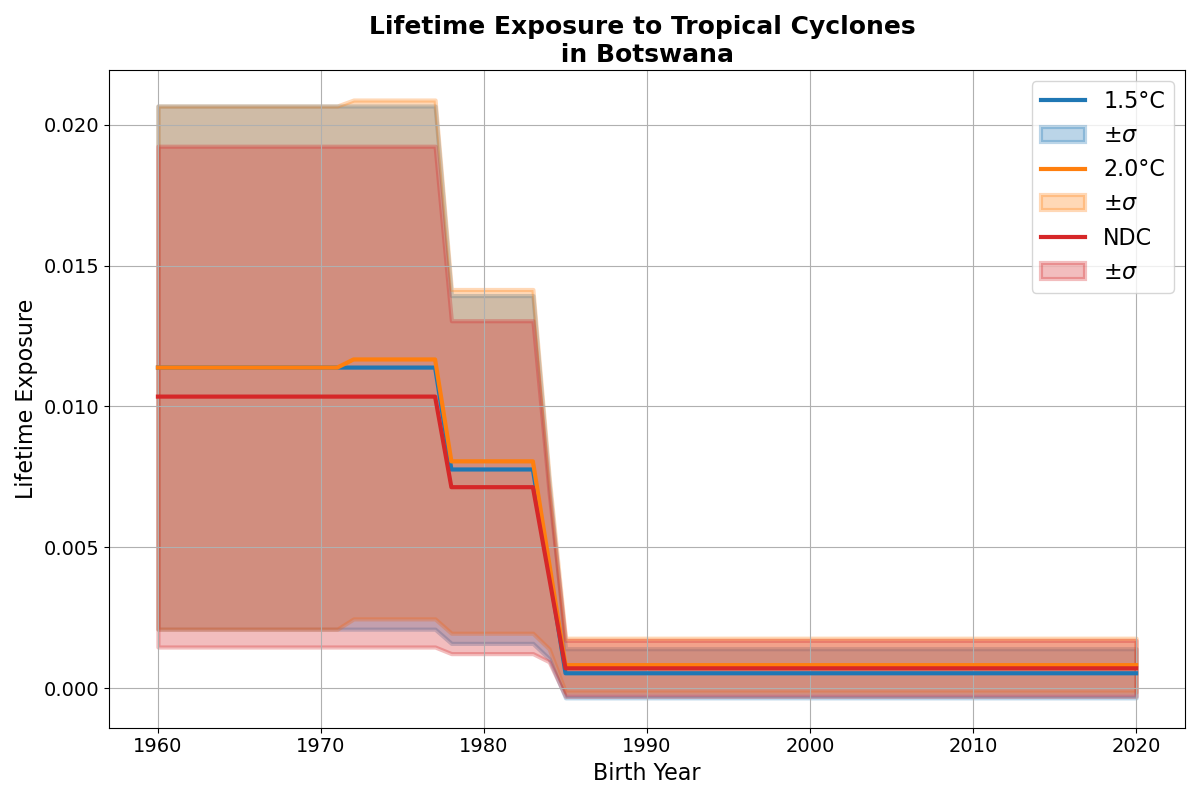 Lifetime Exposure to Tropical Cyclones
in Botswana
Lifetime Exposure
0.020
0.015
0.010
0.005
0.000
1960
1970
1980
1990
2000
2010
2020
Birth Year
1.5°C
±σ
2.0°C
±σ
NDC
±σ